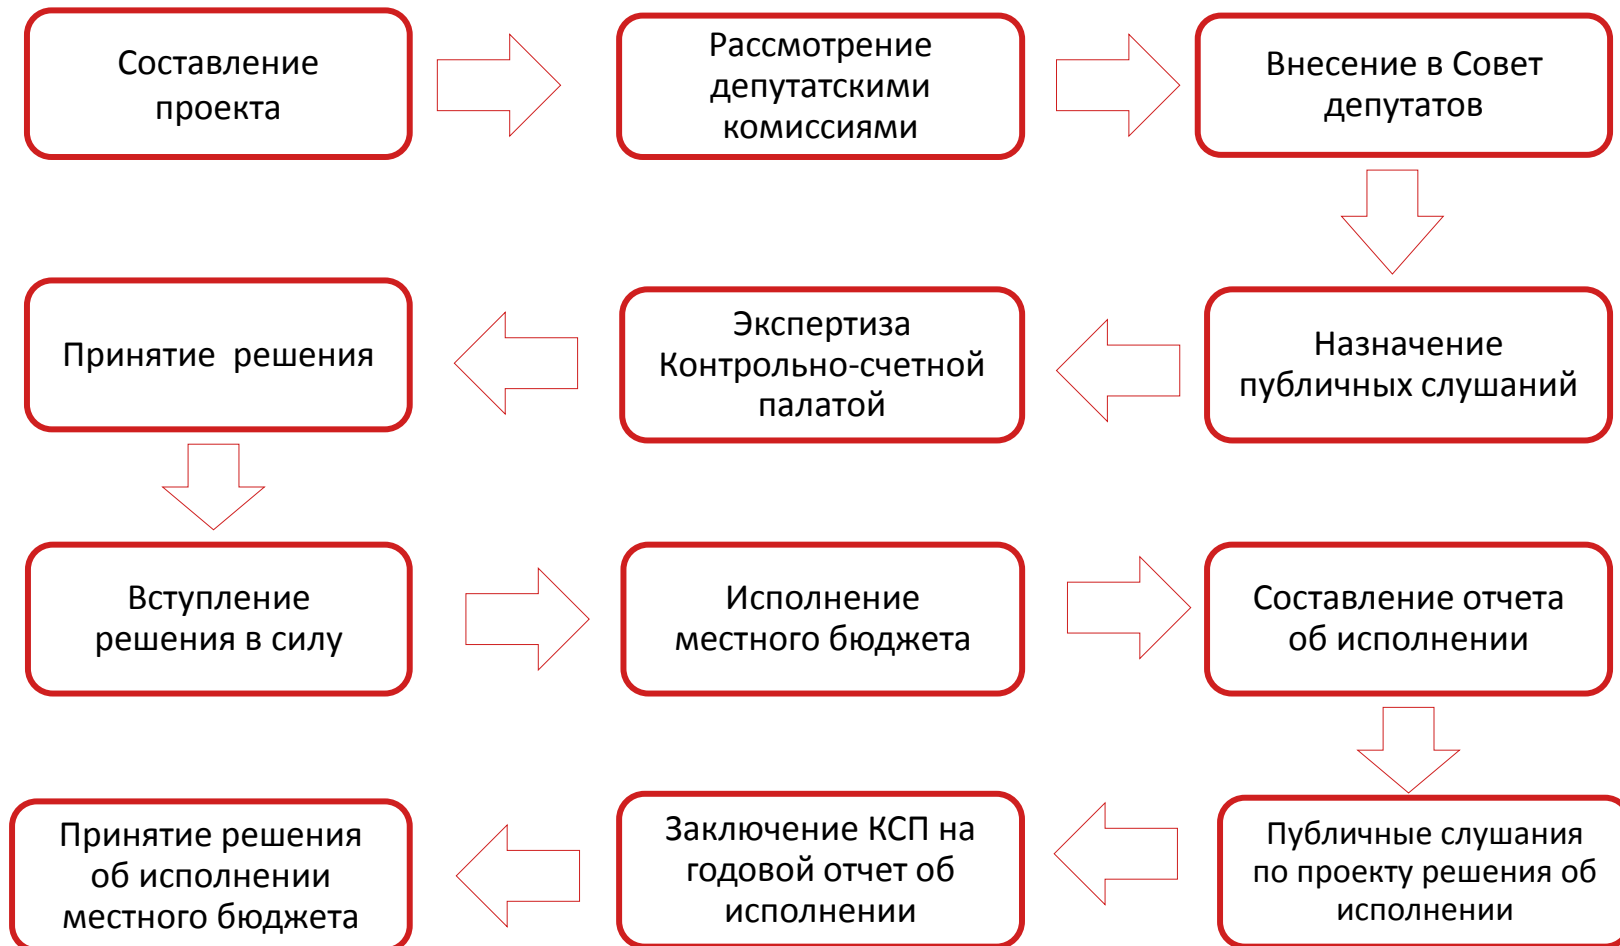 Составление
проекта
Рассмотрение
депутатскими
комиссиями
Внесение в Совет
депутатов
Принятие решения
Экспертиза
Контрольно-счетной
палатой
Назначение
публичных слушаний
Вступление
решения в силу
Исполнение
местного бюджета
Составление отчета
об исполнении
Принятие решения
об исполнении
местного бюджета
Заключение КСП на
годовой отчет об
исполнении
Публичные слушания
по проекту решения об
исполнении